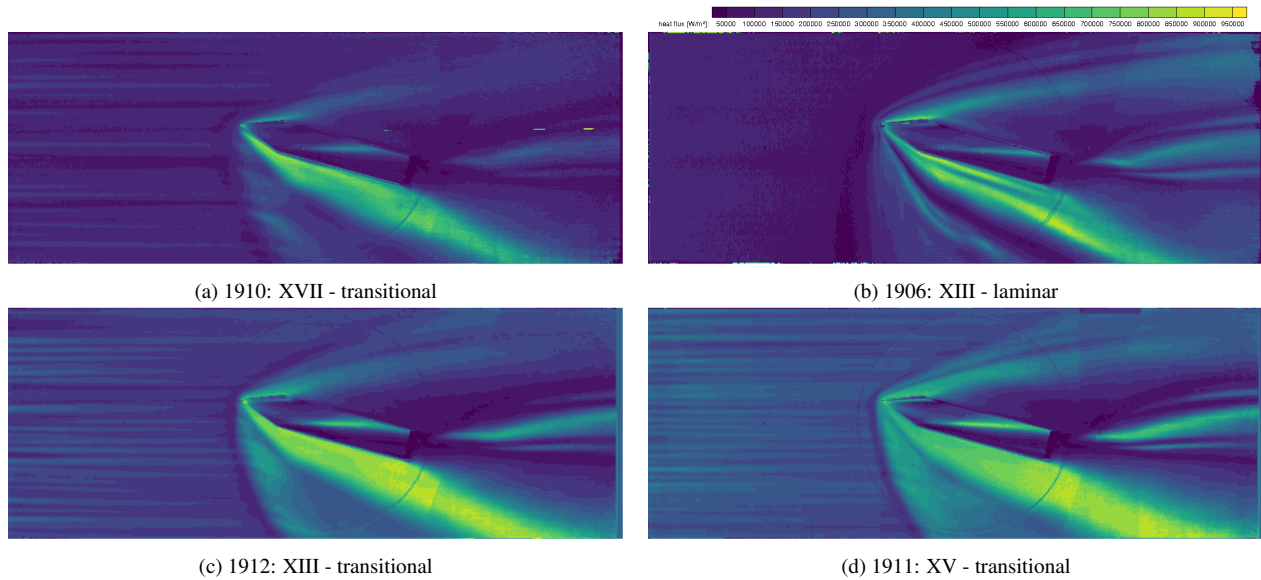 heat flux [W/m²]: 50000 100000 150000 200000 250000 300000 350000 400000 450000 500000 550000 600000 650000 700000 750000 800000 850000 900000 950000
(a) 1910: XVII - transitional
(b) 1906: XIII - laminar
(c) 1912: XIII - transitional
(d) 1911: XV - transitional